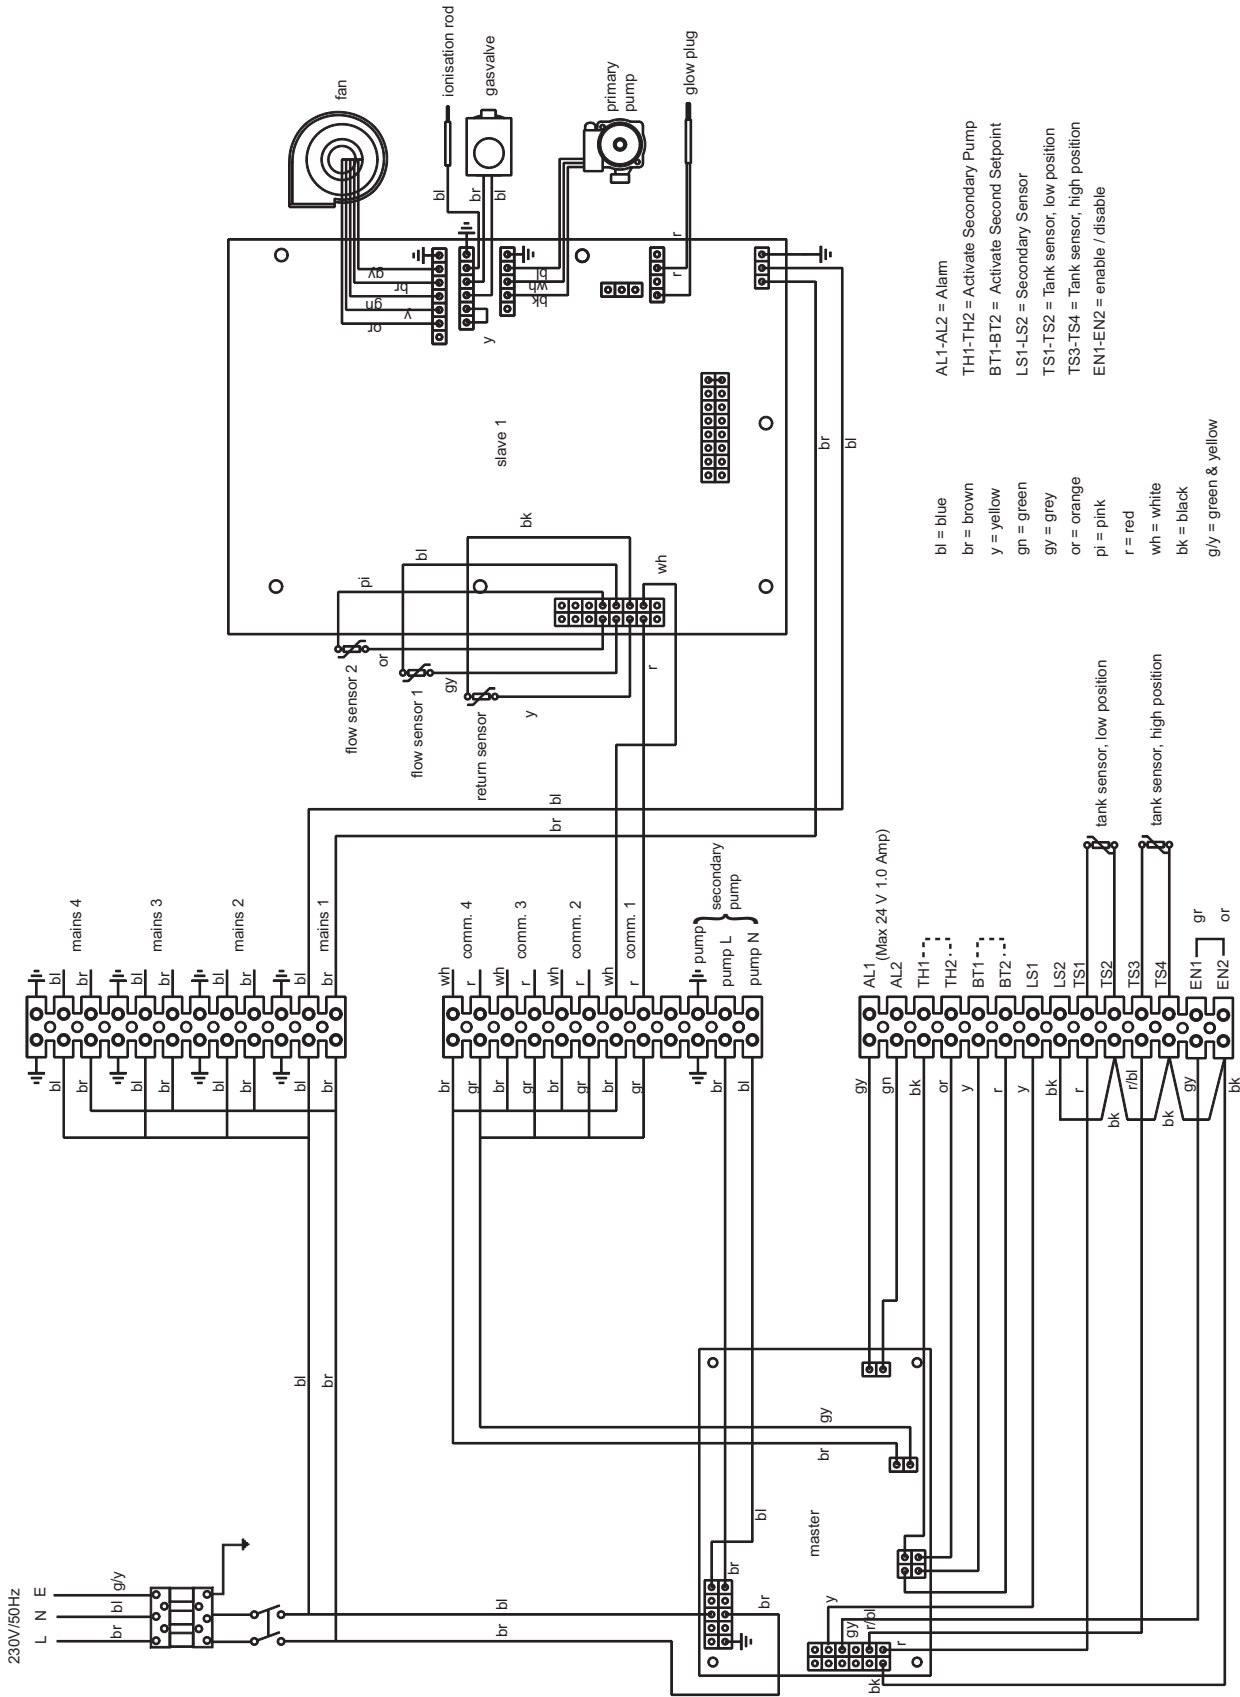 230V/50Hz
L N E
br bl g/y
bl
br
bl
br
mains 4
mains 3
mains 2
mains 1
bl
br
bl
br
bl
br
bl
br
bl
br
bl
br
bl
br
bl
br
comm. 4
comm. 3
comm. 2
comm. 1
wh
r
wh
r
wh
r
wh
r
br
gr
br
gr
br
gr
br
gr
pump
pump L
pump N
secondary
pump
br
bl
AL1
(Max 24 V 1.0 Amp)
AL2
TH1
TH2
BT1
BT2
LS1
LS2
TS1
TS2
TS3
TS4
EN1
EN2
gr
or
gy
gn
bk
or
y
r
y
bk
r
bk
r/bl
bk
gy
bk
tank sensor, low position
tank sensor, high position
master
br
gy
bl
br
br
y
gy
r/bl
r
bk
br
bl
flow sensor 2
flow sensor 1
return sensor
pi
or
bl
gy
bk
y
wh
r
slave 1
br
bl
fan
gy
br
gn
y
or
ionisation rod
bl
gasvalve
br
bl
y
primary
pump
bl
wh
bk
glow plug
r
r
bl = blue
br = brown
y = yellow
gn = green
gy = grey
or = orange
pi = pink
r = red
wh = white
bk = black
g/y = green & yellow
AL1-AL2 = Alarm
TH1-TH2 = Activate Secondary Pump
BT1-BT2 = Activate Second Setpoint
LS1-LS2 = Secondary Sensor
TS1-TS2 = Tank sensor, low position
TS3-TS4 = Tank sensor, high position
EN1-EN2 = enable / disable